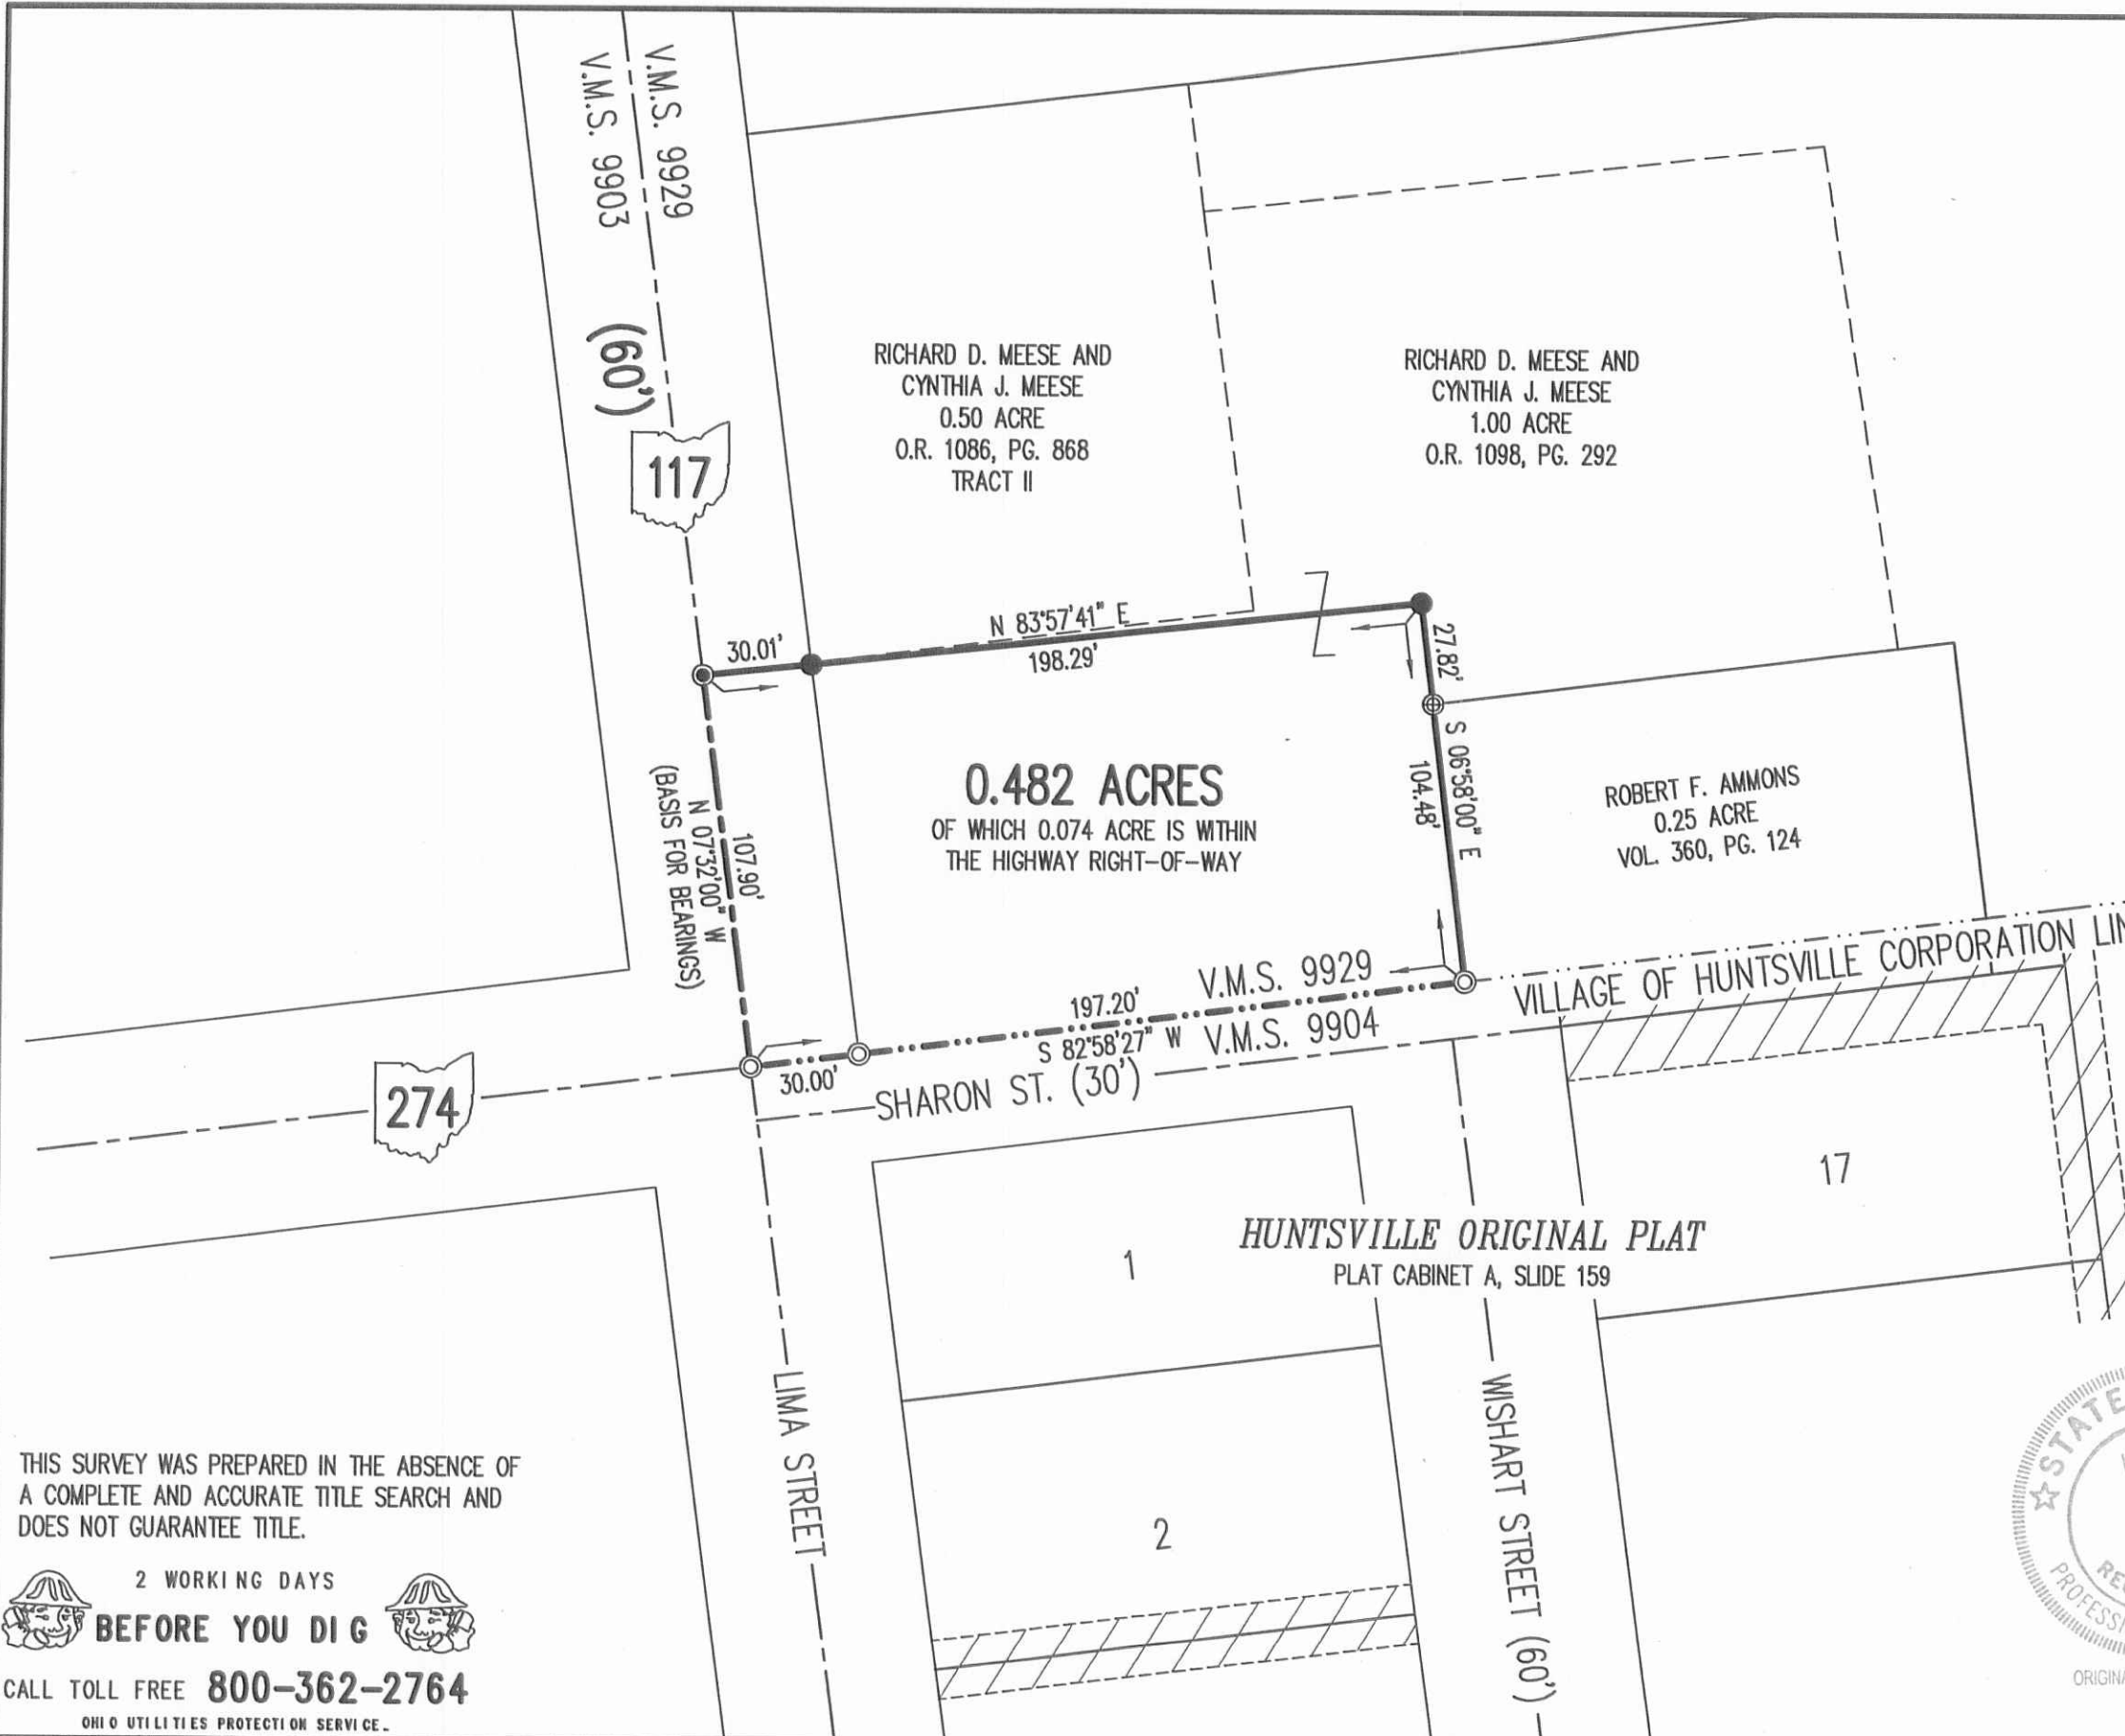 V.M.S. 9929
V.M.S. 9903
(60')
117
RICHARD D. MEESE AND
CYNTHIA J. MEESE
0.50 ACRE
O.R. 1086, PG. 868
TRACT II
RICHARD D. MEESE AND
CYNTHIA J. MEESE
1.00 ACRE
O.R. 1098, PG. 292
30.01'
N 83°57'41" E
198.29'
27.82'
S 06°58'00" E
104.48'
0.482 ACRES
OF WHICH 0.074 ACRE IS WITHIN
THE HIGHWAY RIGHT-OF-WAY
107.90'
N 07°32'00" W
(BASIS FOR BEARINGS)
ROBERT F. AMMONS
0.25 ACRE
VOL. 360, PG. 124
VILLAGE OF HUNTSVILLE CORPORATION LIN
197.20'
V.M.S. 9929
S 82°58'27" W
V.M.S. 9904
30.00'
SHARON ST. (30')
274
17
1
HUNTSVILLE ORIGINAL PLAT
PLAT CABINET A, SLIDE 159
LIMA STREET
WISHART STREET (60')
2
THIS SURVEY WAS PREPARED IN THE ABSENCE OF
A COMPLETE AND ACCURATE TITLE SEARCH AND
DOES NOT GUARANTEE TITLE.
2 WORKING DAYS
BEFORE YOU DIG
CALL TOLL FREE 800-362-2764
OHIO UTILITIES PROTECTION SERVICE.
STATE